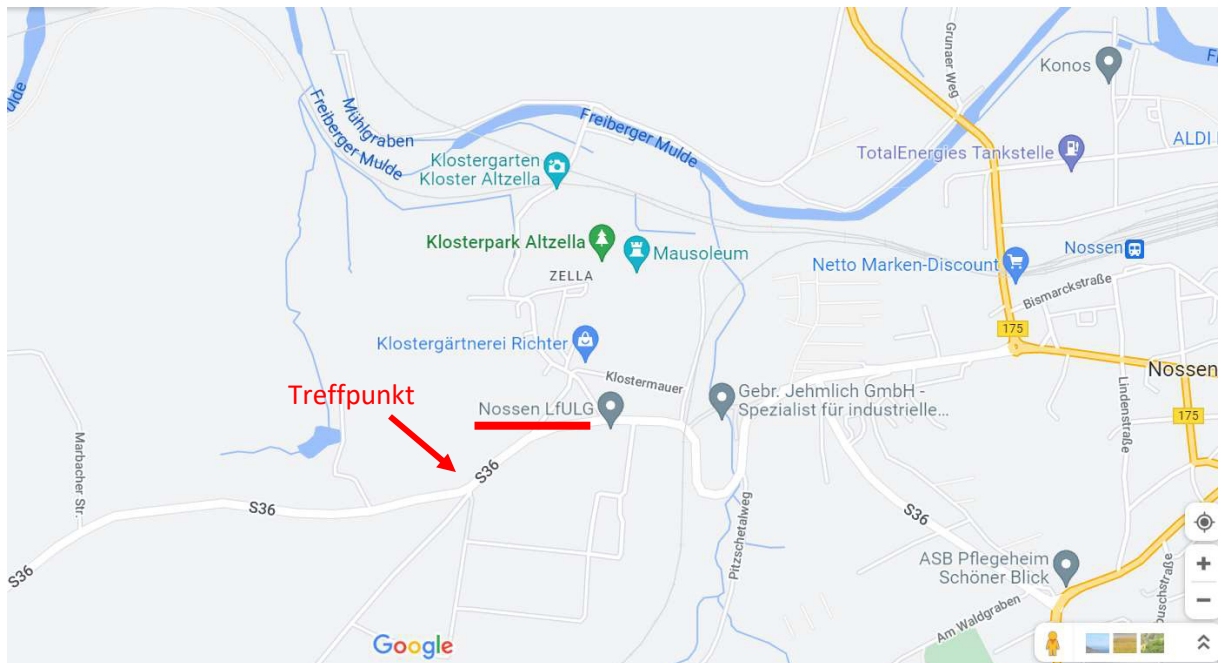 Grunaer Weg
Konos
F
ulde
Mühlgraben
Freiberger Mulde
Freiberger Mulde
Klostergarten
Kloster Altzella
TotalEnergies Tankstelle
ALDI
Klosterpark Altzella
Mausoleum
ZELLA
Netto Marken-Discount
Nossen
Bismarckstraße
175
Klostergärtnerei Richter
Klostermauer
Nossen
Treffpunkt
Nossen LfULG
Gebr. Jehmlich GmbH -
Spezialist für industrielle...
Lindenstraße
175
Marbacher Str.
S36
S36
S36
S36
Pitzschetalweg
ASB Pflegeheim
Schöner Blick
Am Waldgraben
buschstraße
Google